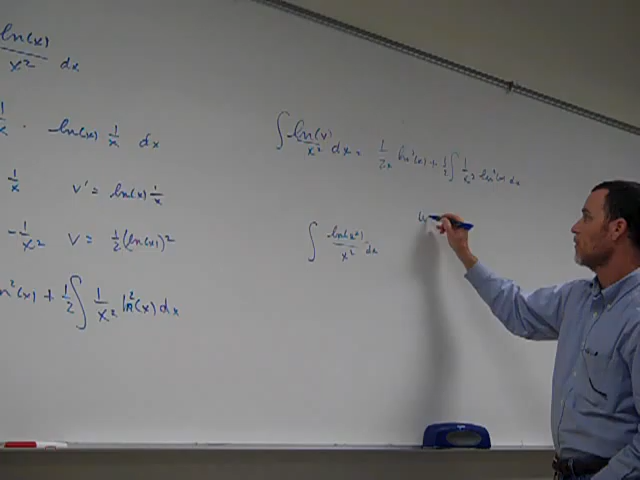 ln(x)
x² dx
1/x · ln(x) 1/x dx
1/x v' = ln(x) 1/x
-1/x² v = 1/2 (ln(x))²
n²(x) + 1/2 ∫ 1/x² ln²(x) dx
∫ ln(x)/x² dx = 1/2x ln²(x) + 1/2 ∫ 1/x² ln²(x) dx
∫ ln(x²)/x² dx